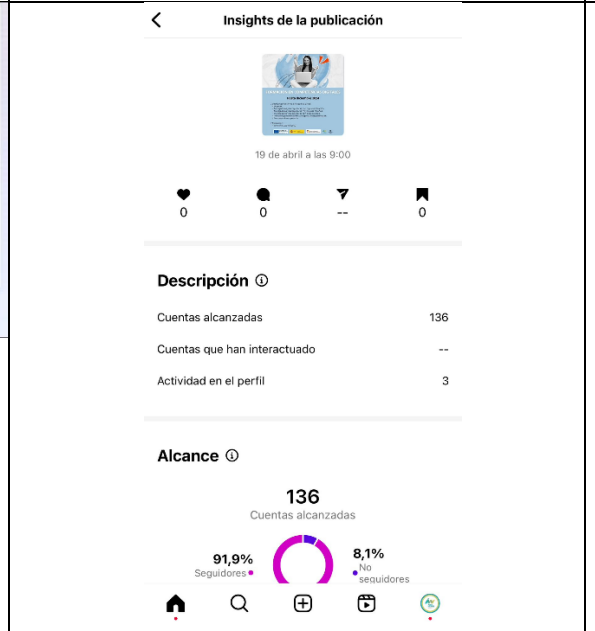 Insights de la publicación
19 de abril a las 9:00
0 0 -- 0
Descripción
Cuentas alcanzadas 136
Cuentas que han interactuado --
Actividad en el perfil 3
Alcance
136
Cuentas alcanzadas
91,9% 8,1%
Seguidores No
seguidores